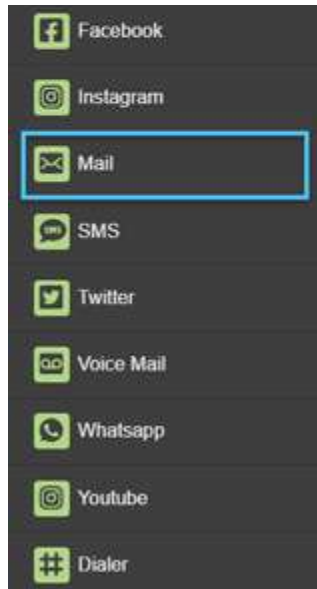 Facebook
Instagram
Mail
SMS
Twitter
Voice Mail
Whatsapp
Youtube
Dialer